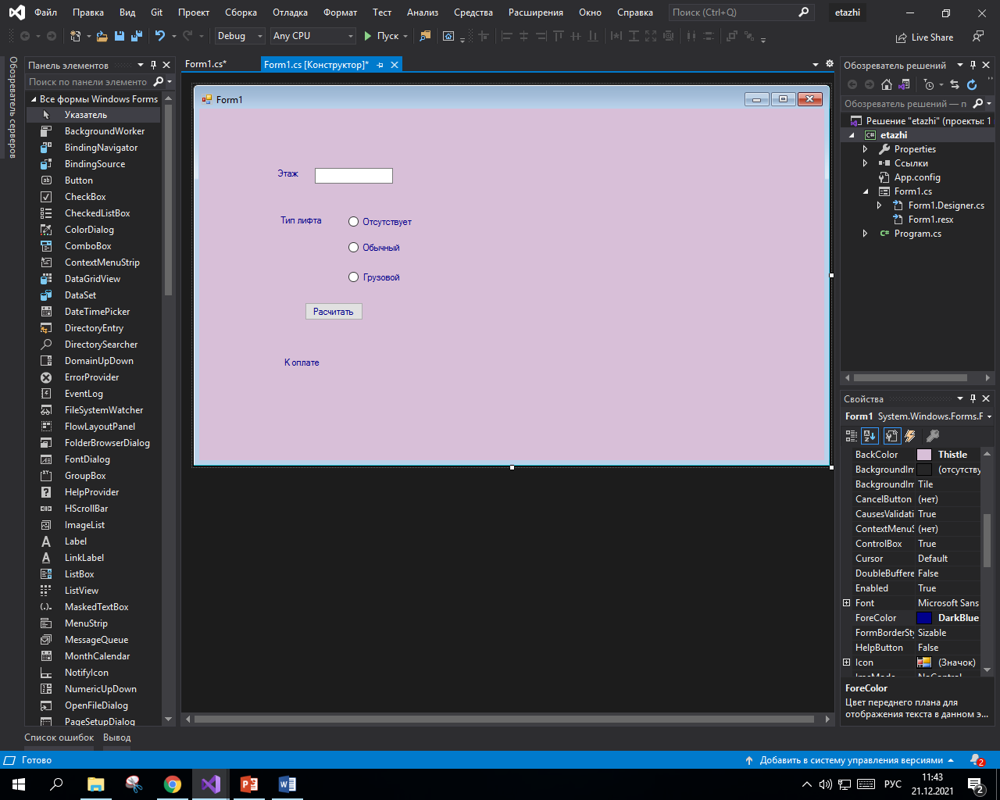 Файл Правка Вид Git Проект Сборка Отладка Формат Тест Анализ Средства Расширения Окно Справка Поиск (Ctrl+Q) etazhi
Debug Any CPU Пуск Live Share
Обозреватель серверов
Панель элементов
Поиск по панели элементо
Все формы Windows Forms
Указатель
BackgroundWorker
BindingNavigator
BindingSource
Button
CheckBox
CheckedListBox
ColorDialog
ComboBox
ContextMenuStrip
DataGridView
DataSet
DateTimePicker
DirectoryEntry
DirectorySearcher
DomainUpDown
ErrorProvider
EventLog
FileSystemWatcher
FlowLayoutPanel
FolderBrowserDialog
FontDialog
GroupBox
HelpProvider
HScrollBar
ImageList
Label
LinkLabel
ListBox
ListView
MaskedTextBox
MenuStrip
MessageQueue
MonthCalendar
NotifyIcon
NumericUpDown
OpenFileDialog
PageSetupDialog
Form1.cs* Form1.cs [Конструктор]*
Form1
Этаж
Тип лифта
Отсутствует
Обычный
Грузовой
Расчитать
К оплате
Обозреватель решений
Обозреватель решений — п
Решение "etazhi" (проекты: 1
etazhi
Properties
Ссылки
App.config
Form1.cs
Form1.Designer.cs
Form1.resx
Program.cs
Свойства
Form1 System.Windows.Forms.F
BackColor Thistle
BackgroundIm (отсутству
BackgroundIm Tile
CancelButton (нет)
CausesValidati True
ContextMenuS (нет)
ControlBox True
Cursor Default
DoubleBuffere False
Enabled True
Font Microsoft Sans
ForeColor DarkBlue
FormBorderSty Sizable
HelpButton False
Icon (Значок)
ImeMode NoControl
ForeColor
Цвет переднего плана для
отображения текста в данном э...
Список ошибок Вывод
Готово Добавить в систему управления версиями 2
РУС 11:43
21.12.2021 2